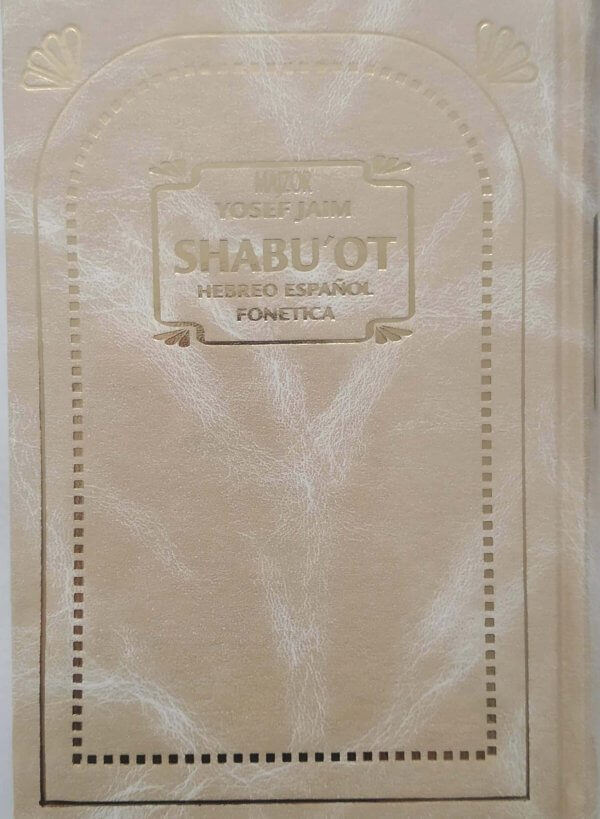 MAJZOR
YOSEF JAIM
SHABU´OT
HEBREO ESPAÑOL
FONETICA